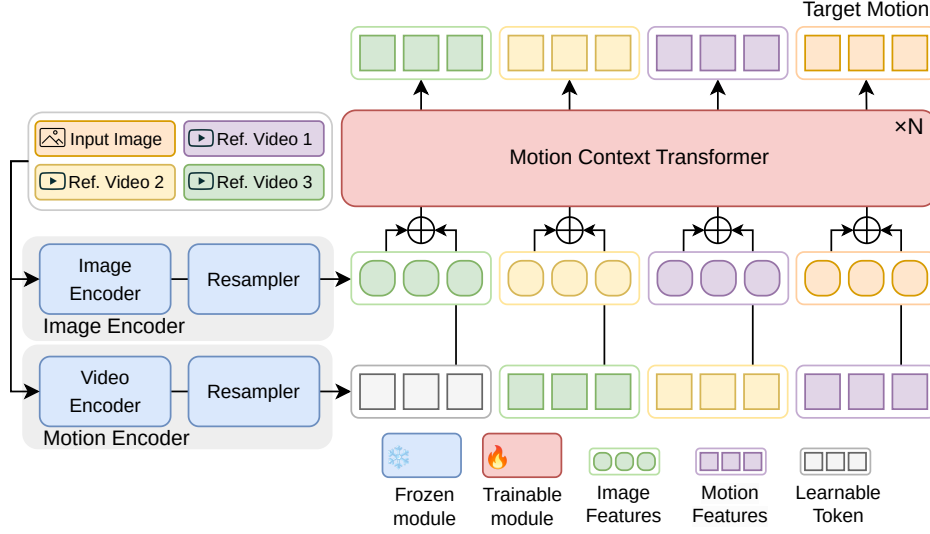 Target Motion
×N
Motion Context Transformer
Input Image
Ref. Video 1
Ref. Video 2
Ref. Video 3
Image
Encoder
Resampler
Image Encoder
Video
Encoder
Resampler
Motion Encoder
Frozen
module
Trainable
module
Image
Features
Motion
Features
Learnable
Token